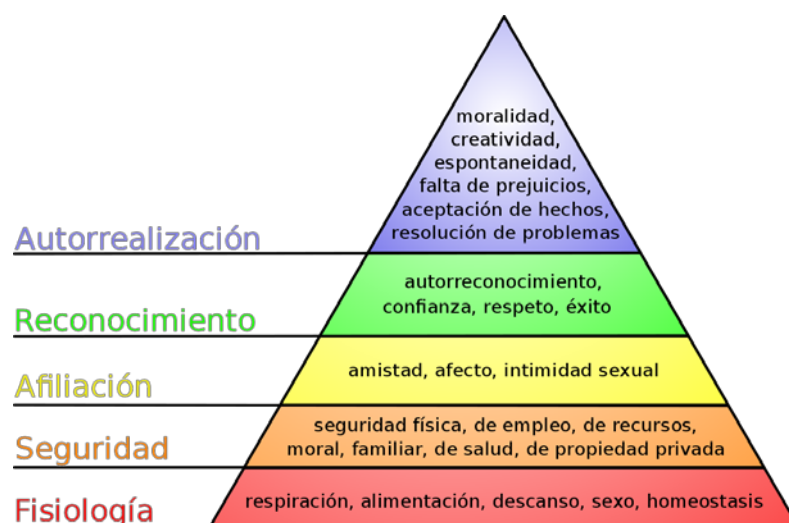 moralidad,
creatividad,
espontaneidad,
falta de prejuicios,
aceptación de hechos,
resolución de problemas
Autorrealización
autorreconocimiento,
confianza, respeto, éxito
Reconocimiento
amistad, afecto, intimidad sexual
Afiliación
seguridad física, de empleo, de recursos,
moral, familiar, de salud, de propiedad privada
Seguridad
respiración, alimentación, descanso, sexo, homeostasis
Fisiología